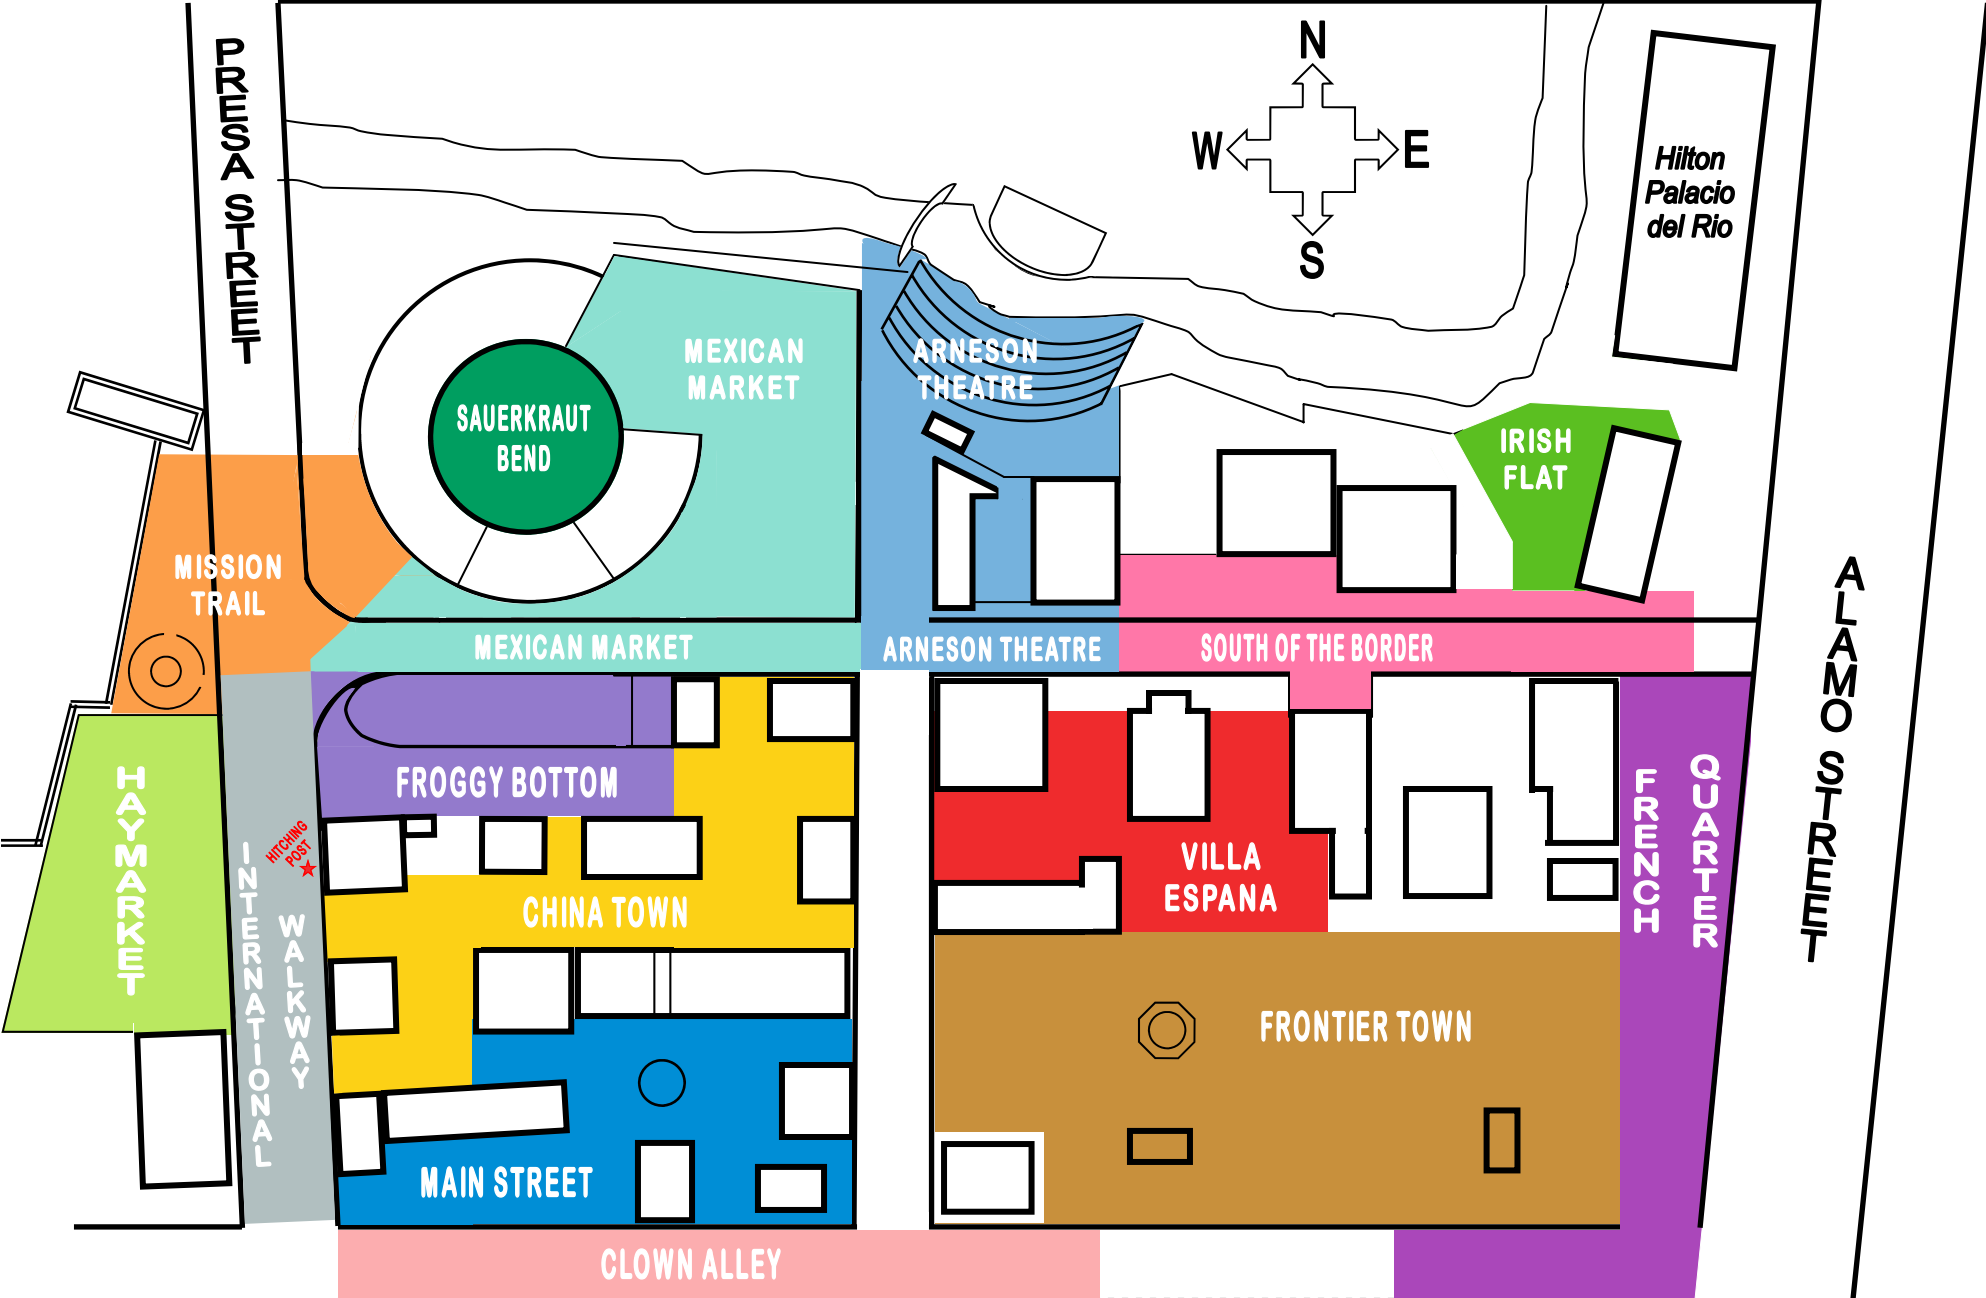 PRESA STREET
N
W
E
S
Hilton
Palacio
del Rio
MEXICAN
MARKET
ARNESON
THEATRE
SAUERKRAUT
BEND
IRISH
FLAT
MISSION
TRAIL
MEXICAN MARKET
ARNESON THEATRE
SOUTH OF THE BORDER
ALAMO STREET
HAYMARKET
FROGGY BOTTOM
HITCHING
POST
INTERNATIONAL
WALKWAY
CHINA TOWN
VILLA
ESPANA
FRENCH
QUARTER
FRONTIER TOWN
MAIN STREET
CLOWN ALLEY